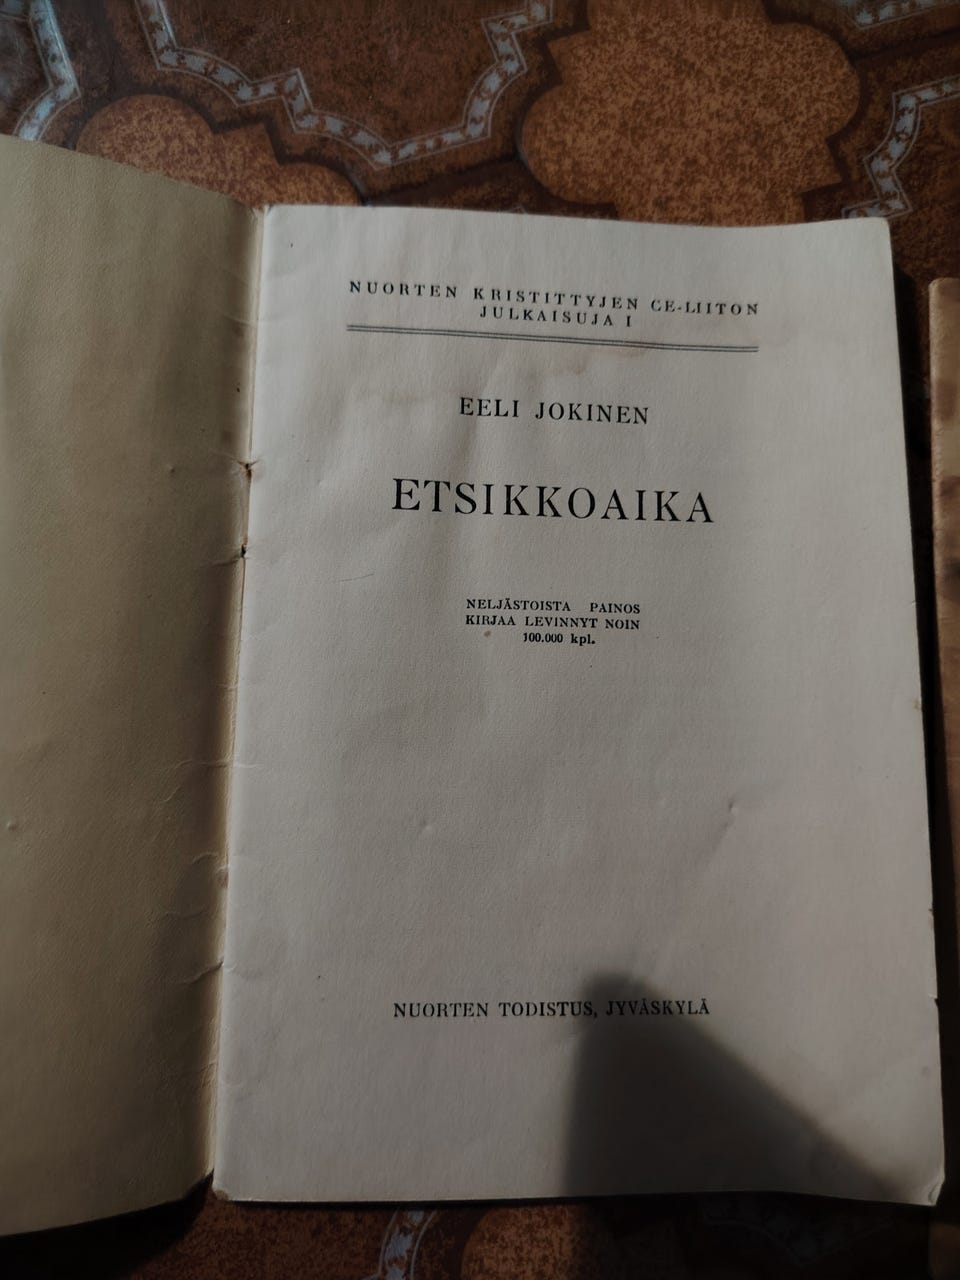 NUORTEN KRISTITTYJEN CE-LIITON
JULKAISUJA I
EELI JOKINEN
ETSIKKOAIKA
NELJÄSTOISTA PAINOS
KIRJAA LEVINNYT NOIN
100.000 kpl.
NUORTEN TODISTUS, JYVÄSKYLÄ